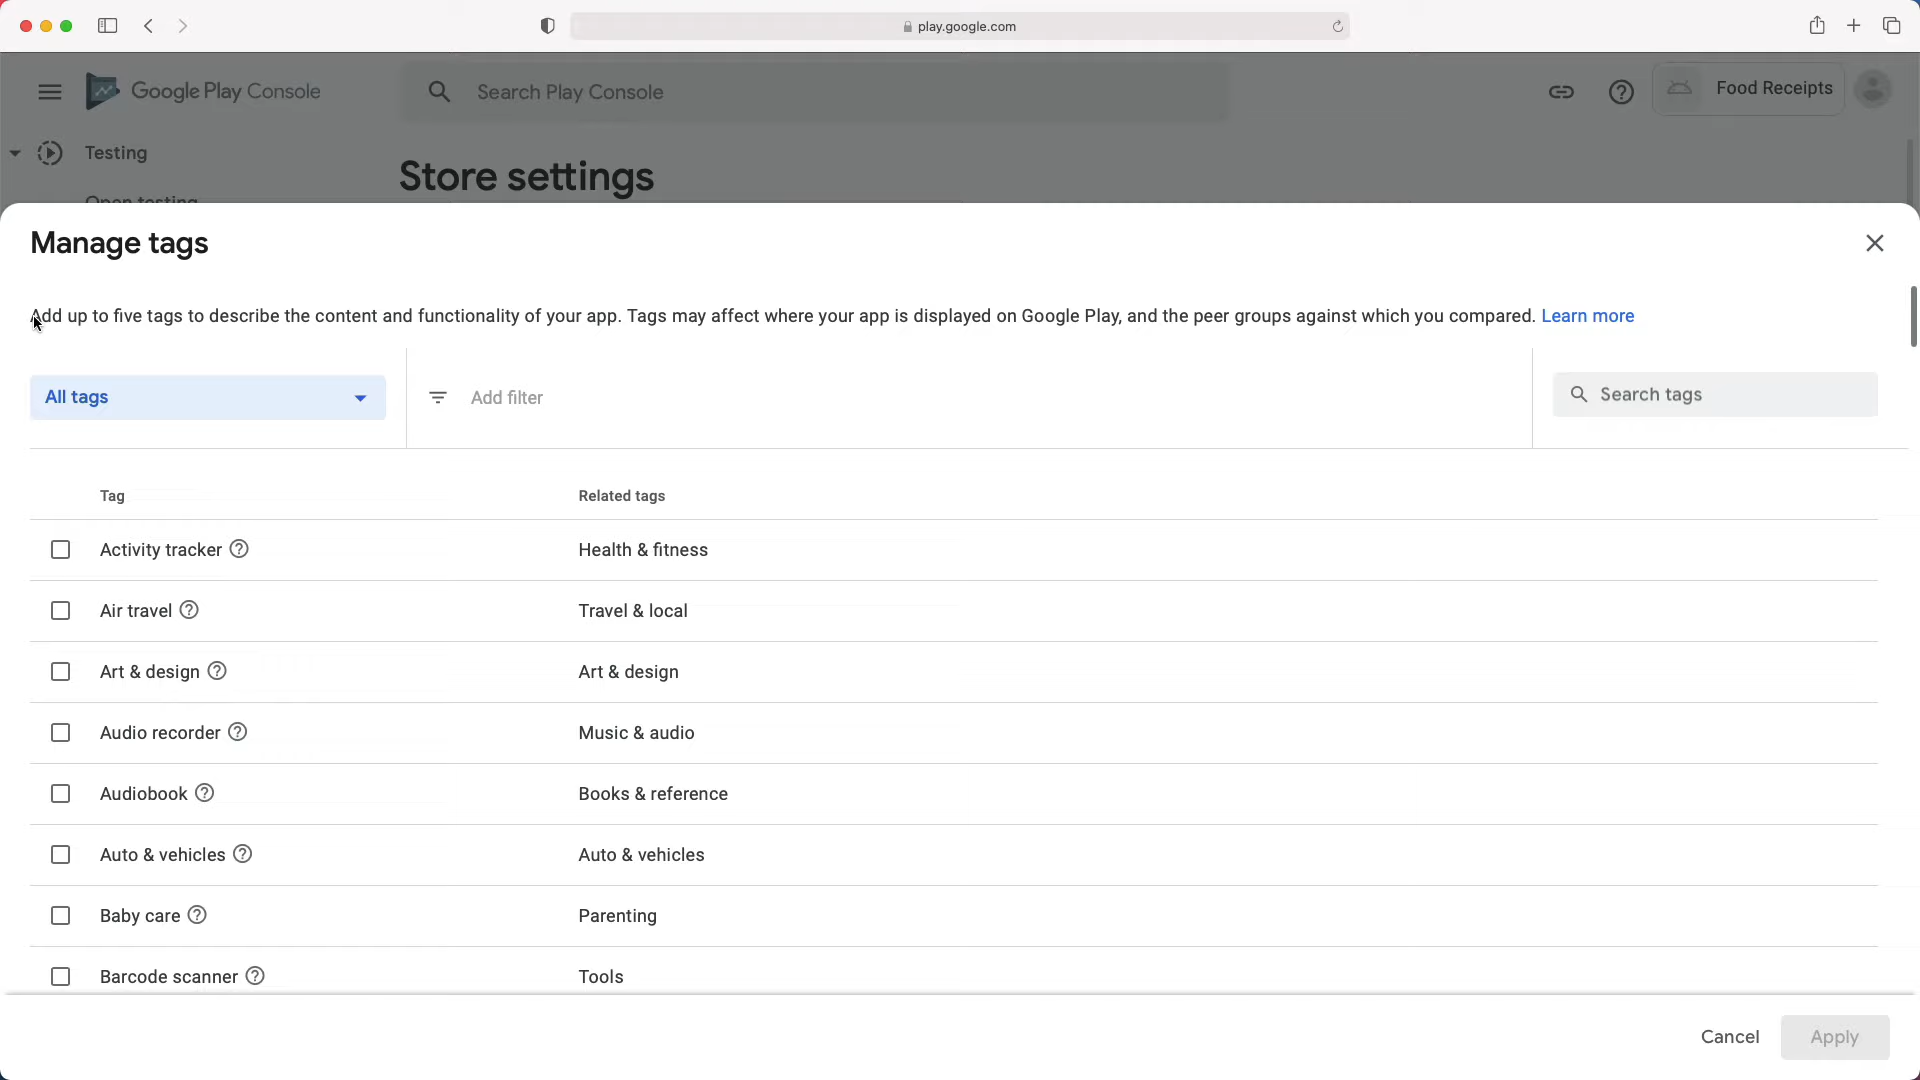 play.google.com
Google Play Console
Search Play Console
Food Receipts
Testing
Open testing
Store settings
Manage tags
Add up to five tags to describe the content and functionality of your app. Tags may affect where your app is displayed on Google Play, and the peer groups against which you compared. Learn more
All tags
Add filter
Search tags
Tag Related tags
Activity tracker Health & fitness
Air travel Travel & local
Art & design Art & design
Audio recorder Music & audio
Audiobook Books & reference
Auto & vehicles Auto & vehicles
Baby care Parenting
Barcode scanner Tools
Cancel Apply